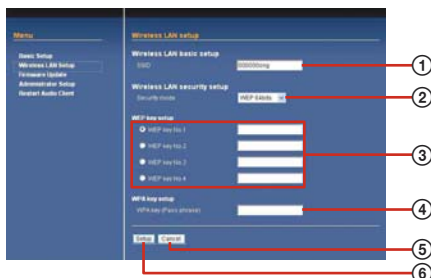 Menu
Basic Setup
Wireless LAN Setup
Firmware Update
Administrator Setup
Restart Audio Client
Wireless LAN setup
Wireless LAN basic setup
SSID
Wireless LAN security setup
Security mode
WEP 64bits
WEP key setup
WEP key No.1
WEP key No.2
WEP key No.3
WEP key No.4
WPA key setup
WPA key (Pass phrase)
Setup Cancel
1
2
3
4
5
6